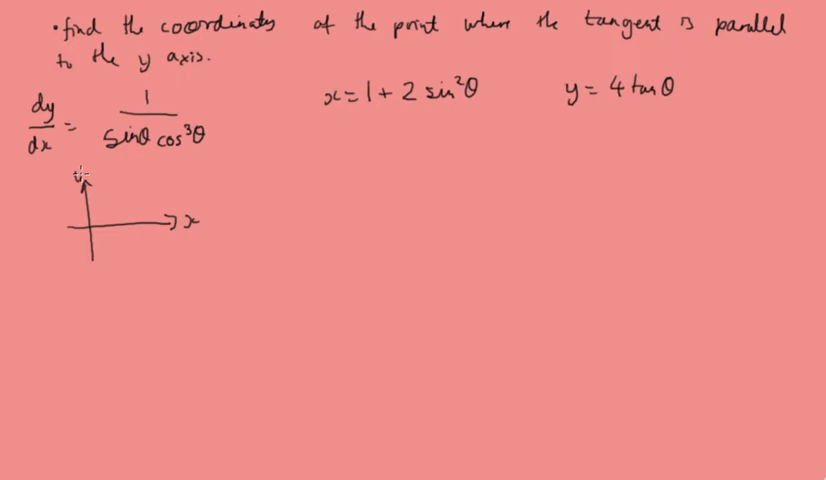 • find the coordinates of the point where the tangent is parallel
to the y axis.
dy/dx = 1/(sinθ cos³θ)
x = 1 + 2 sin²θ
y = 4 tanθ
x